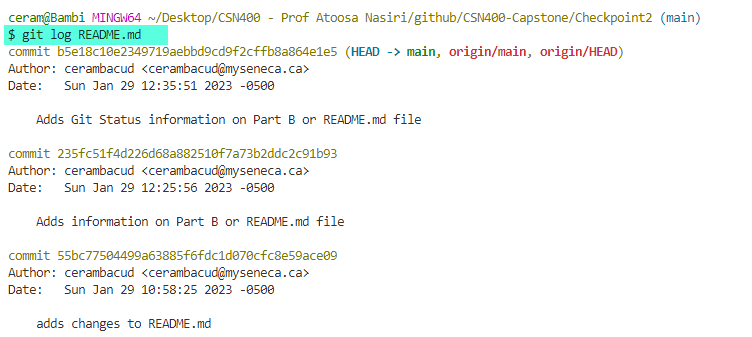 ceram@Bambi MINGW64 ~/Desktop/CSN400 - Prof Atoosa Nasiri/github/CSN400-Capstone/Checkpoint2 (main)
$ git log README.md
commit b5e18c10e2349719aebbd9cd9f2cffb8a864e1e5 (HEAD -> main, origin/main, origin/HEAD)
Author: cerambacud <cerambacud@myseneca.ca>
Date:   Sun Jan 29 12:35:51 2023 -0500
    Adds Git Status information on Part B or README.md file
commit 235fc51f4d226d68a882510f7a73b2ddc2c91b93
Author: cerambacud <cerambacud@myseneca.ca>
Date:   Sun Jan 29 12:25:56 2023 -0500
    Adds information on Part B or README.md file
commit 55bc77504499a63885f6fdc1d070cfc8e59ace09
Author: cerambacud <cerambacud@myseneca.ca>
Date:   Sun Jan 29 10:58:25 2023 -0500
    adds changes to README.md